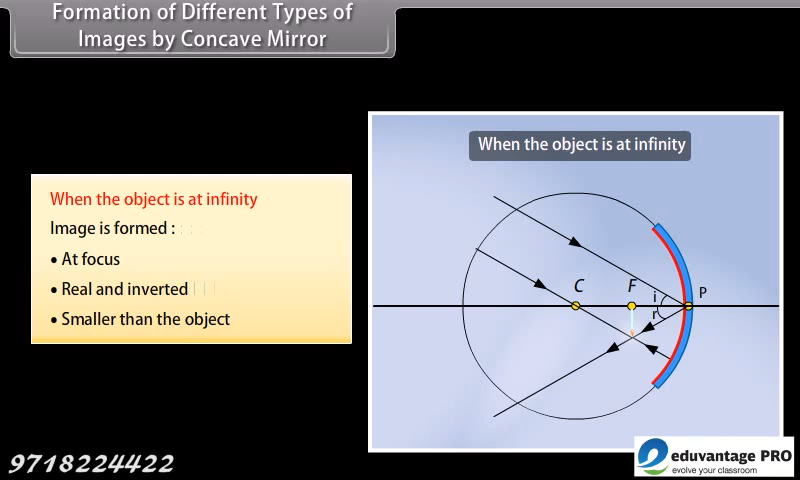 Formation of Different Types of
Images by Concave Mirror
When the object is at infinity
Image is formed :
• At focus
• Real and inverted
• Smaller than the object
When the object is at infinity
C
F
i
r
P
9718224422
eduvantage PRO
evolve your classroom